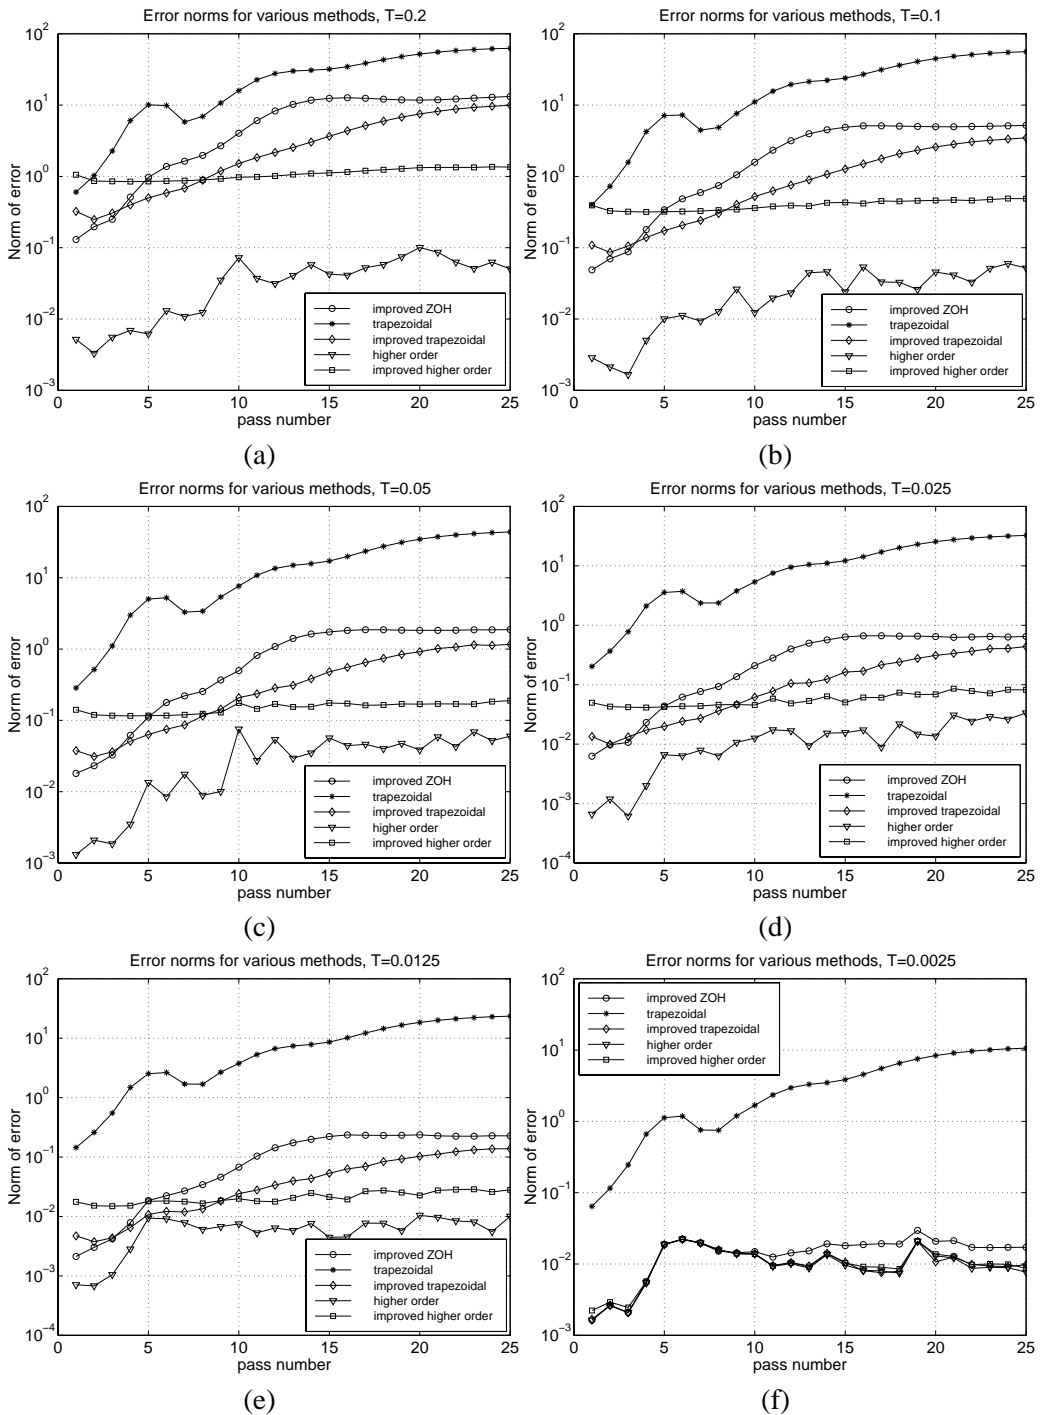 Error norms for various methods, T=0.2
Norm of error
10^2
10^1
10^0
10^-1
10^-2
10^-3
0 5 10 15 20 25
pass number
improved ZOH
trapezoidal
improved trapezoidal
higher order
improved higher order
(a)
Error norms for various methods, T=0.1
Norm of error
10^2
10^1
10^0
10^-1
10^-2
10^-3
0 5 10 15 20 25
pass number
improved ZOH
trapezoidal
improved trapezoidal
higher order
improved higher order
(b)
Error norms for various methods, T=0.05
Norm of error
10^2
10^1
10^0
10^-1
10^-2
10^-3
0 5 10 15 20 25
pass number
improved ZOH
trapezoidal
improved trapezoidal
higher order
improved higher order
(c)
Error norms for various methods, T=0.025
Norm of error
10^2
10^1
10^0
10^-1
10^-2
10^-3
10^-4
0 5 10 15 20 25
pass number
improved ZOH
trapezoidal
improved trapezoidal
higher order
improved higher order
(d)
Error norms for various methods, T=0.0125
Norm of error
10^2
10^1
10^0
10^-1
10^-2
10^-3
10^-4
0 5 10 15 20 25
pass number
improved ZOH
trapezoidal
improved trapezoidal
higher order
improved higher order
(e)
Error norms for various methods, T=0.0025
Norm of error
10^2
10^1
10^0
10^-1
10^-2
10^-3
0 5 10 15 20 25
pass number
improved ZOH
trapezoidal
improved trapezoidal
higher order
improved higher order
(f)